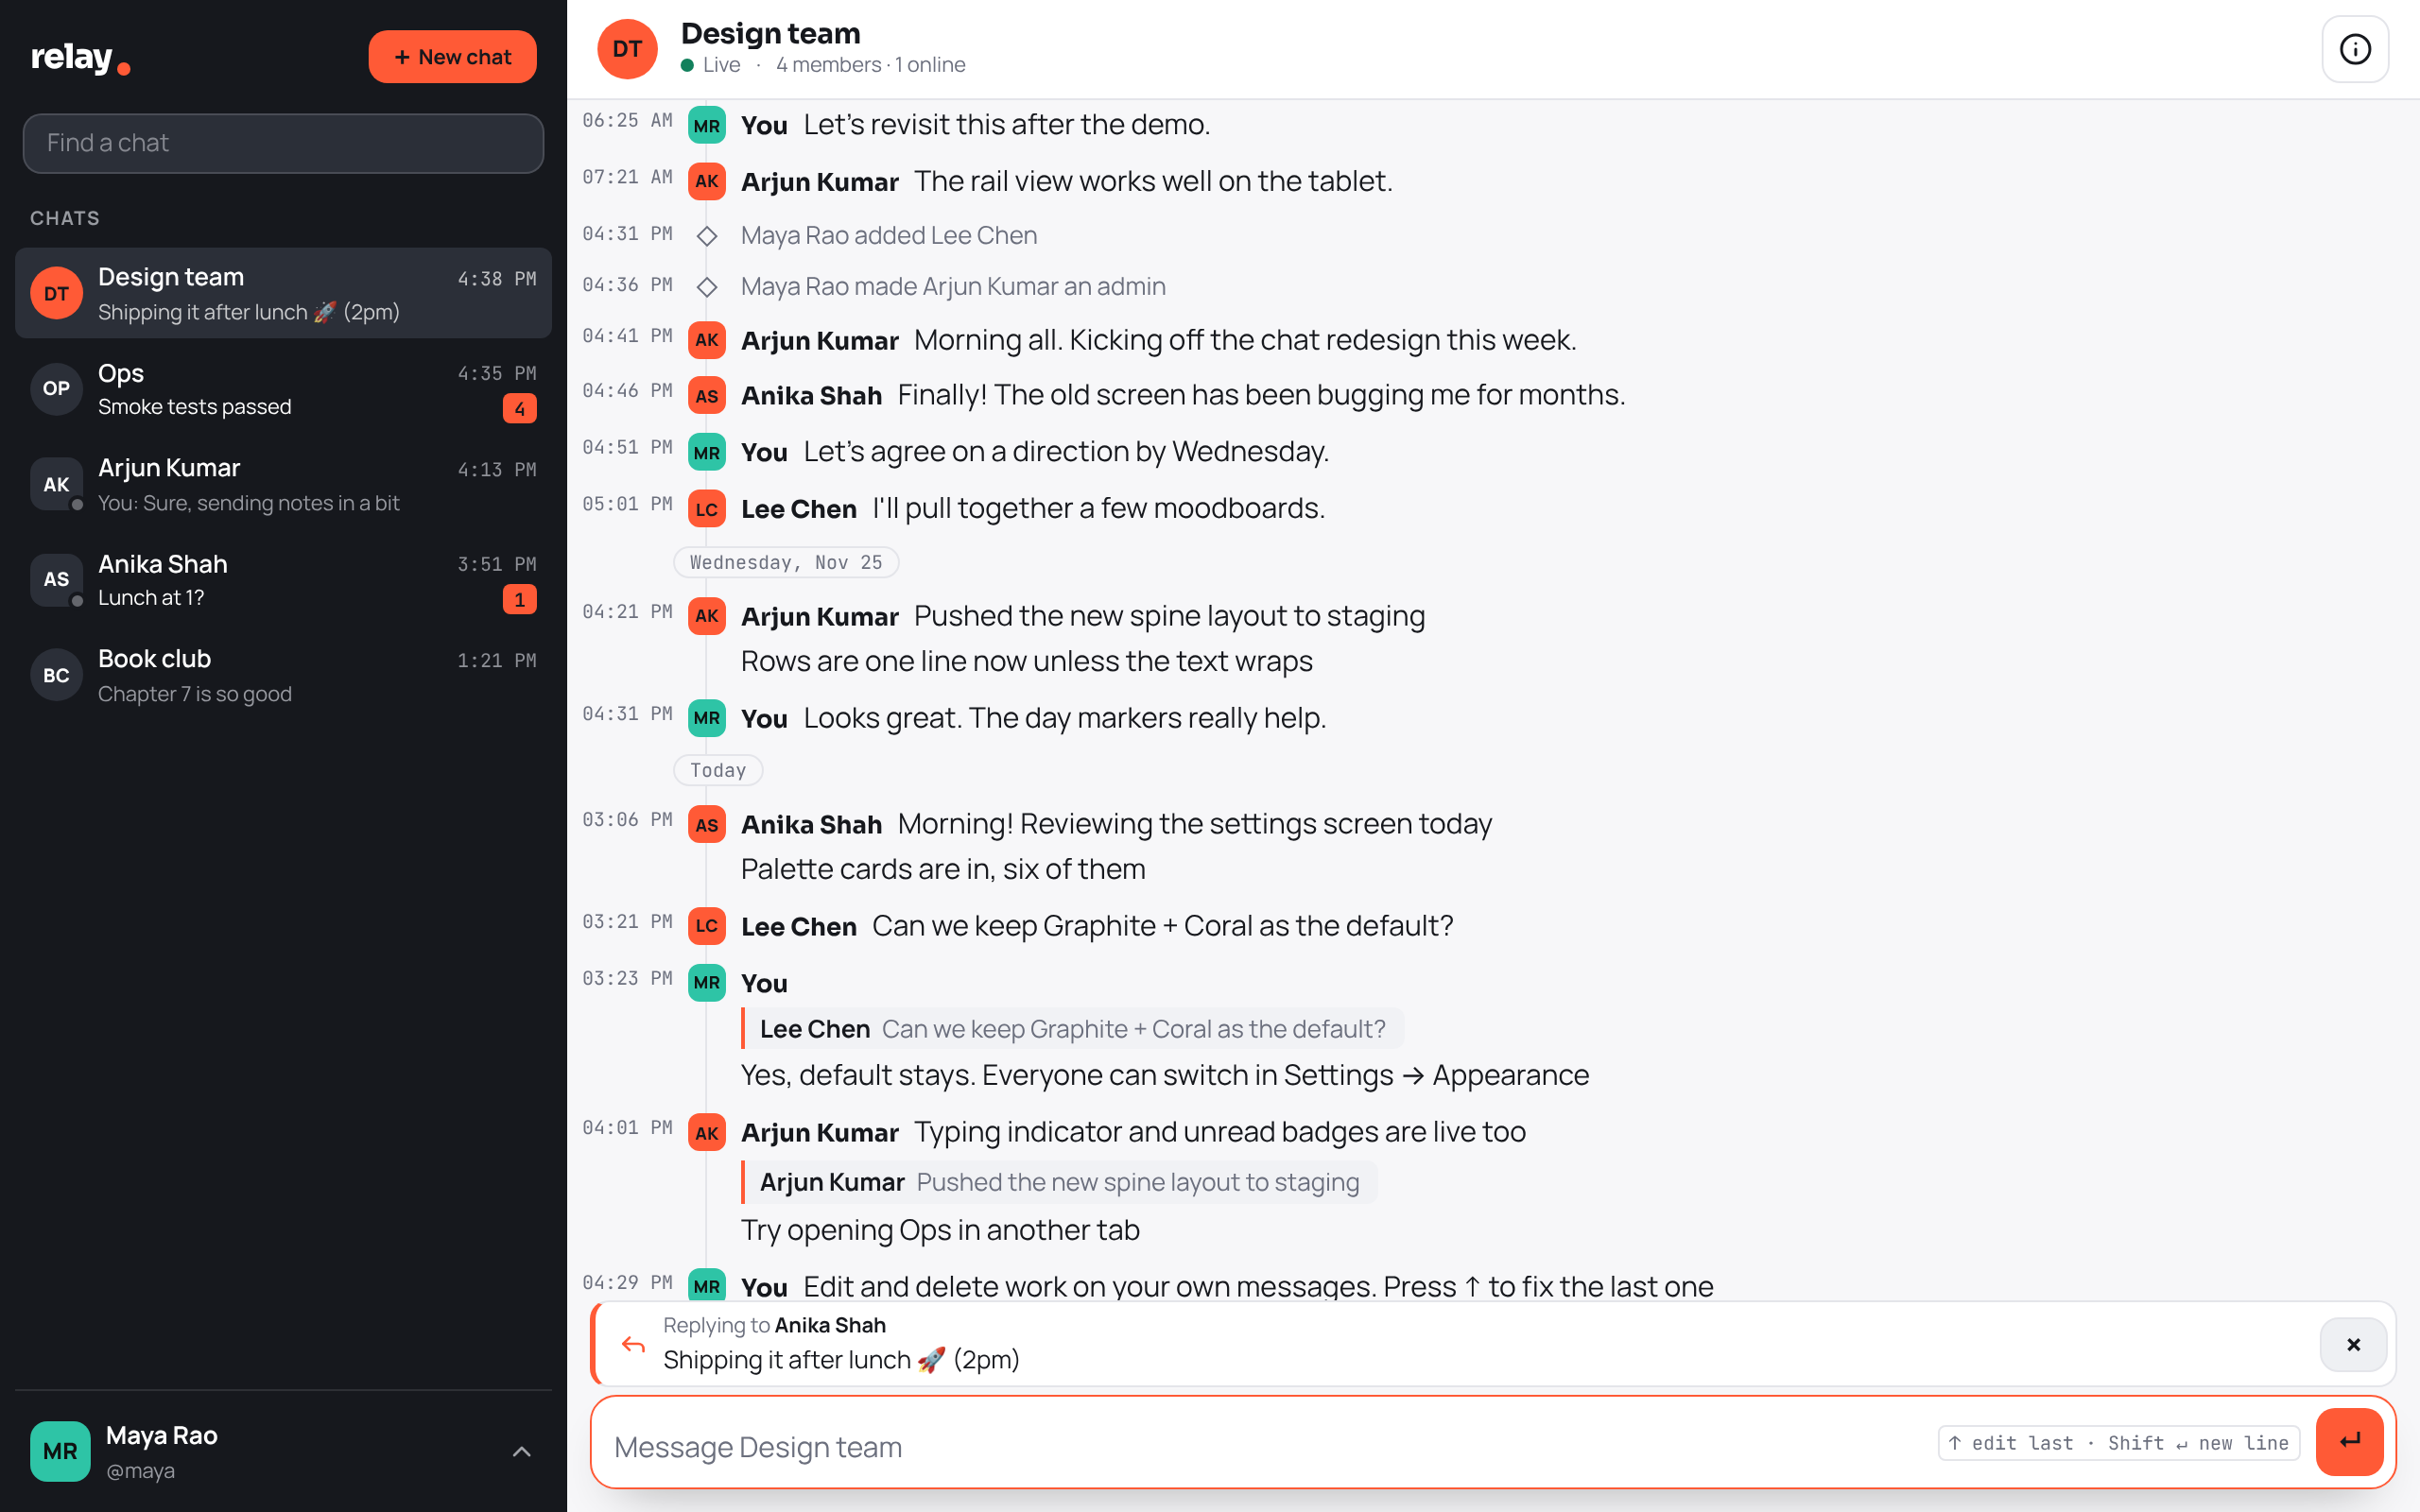 relay.
+ New chat
Find a chat
CHATS
DT
Design team
4:38 PM
Shipping it after lunch 🚀 (2pm)
OP
Ops
4:35 PM
Smoke tests passed
4
AK
Arjun Kumar
4:13 PM
You: Sure, sending notes in a bit
AS
Anika Shah
3:51 PM
Lunch at 1?
1
BC
Book club
1:21 PM
Chapter 7 is so good
MR
Maya Rao
@maya
DT
Design team
Live · 4 members · 1 online
06:25 AM MR You Let’s revisit this after the demo.
07:21 AM AK Arjun Kumar The rail view works well on the tablet.
04:31 PM Maya Rao added Lee Chen
04:36 PM Maya Rao made Arjun Kumar an admin
04:41 PM AK Arjun Kumar Morning all. Kicking off the chat redesign this week.
04:46 PM AS Anika Shah Finally! The old screen has been bugging me for months.
04:51 PM MR You Let’s agree on a direction by Wednesday.
05:01 PM LC Lee Chen I'll pull together a few moodboards.
Wednesday, Nov 25
04:21 PM AK Arjun Kumar Pushed the new spine layout to staging
Rows are one line now unless the text wraps
04:31 PM MR You Looks great. The day markers really help.
Today
03:06 PM AS Anika Shah Morning! Reviewing the settings screen today
Palette cards are in, six of them
03:21 PM LC Lee Chen Can we keep Graphite + Coral as the default?
03:23 PM MR You
Lee Chen Can we keep Graphite + Coral as the default?
Yes, default stays. Everyone can switch in Settings → Appearance
04:01 PM AK Arjun Kumar Typing indicator and unread badges are live too
Arjun Kumar Pushed the new spine layout to staging
Try opening Ops in another tab
04:29 PM MR You Edit and delete work on your own messages. Press ↑ to fix the last one
Replying to Anika Shah
Shipping it after lunch 🚀 (2pm)
Message Design team
↑ edit last · Shift ↵ new line